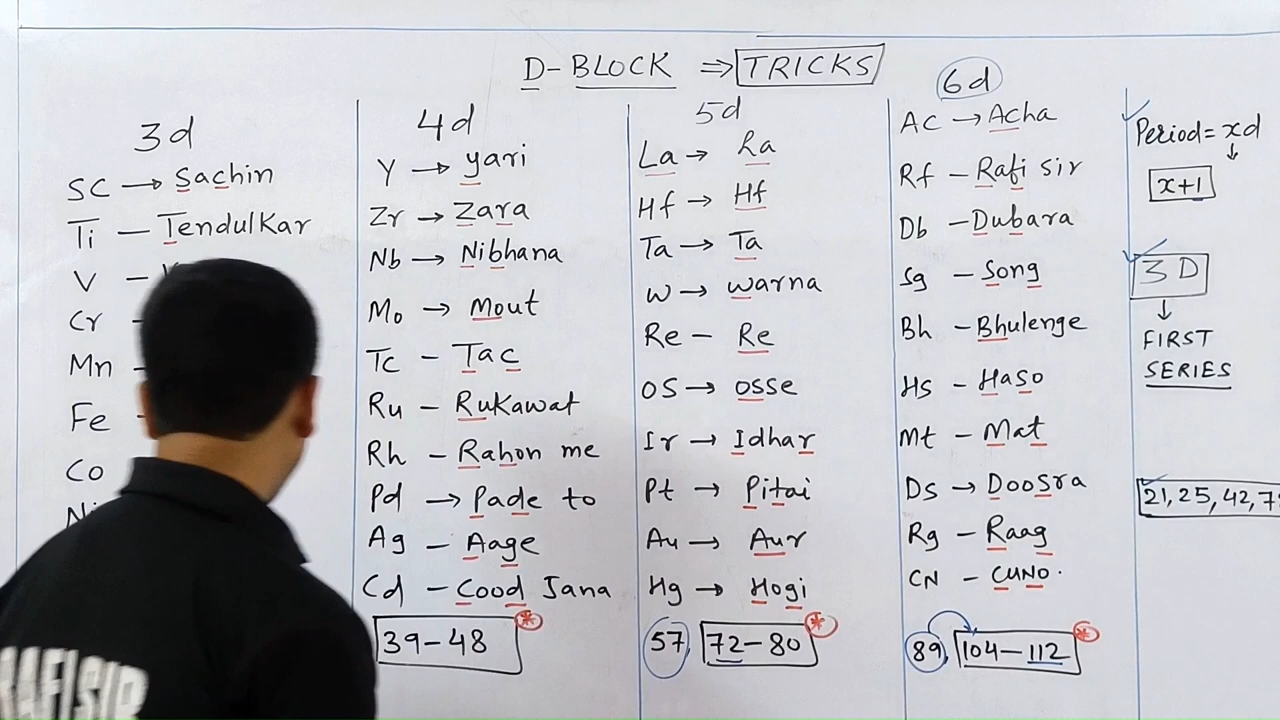 D-BLOCK ⇒ TRICKS
3d
SC → Sachin
Ti — Tendulkar
V –
Cr
Mn
Fe
Co
Ni
4d
Y → yari
Zr → Zara
Nb → Nibhana
Mo → Mout
Tc – Tac
Ru – Rukawat
Rh – Rahon me
Pd → Pade to
Ag – Aage
Cd – Cood Jana
39-48 *
5d
La → La
Hf → Hf
Ta → Ta
W → warna
Re – Re
OS → osse
Ir → Idhar
Pt → Pitai
Au → Aur
Hg → Hogi
57, 72-80 *
6d
AC → Acha
Rf – Rafi sir
Db – Dubara
Sg – Song
Bh – Bhulenge
Hs – Haso
Mt – Mat
DS → Doosra
Rg – Raag
CN – CUNO.
89, 104-112 *
Period = xd
↓
x+1
3D
↓
FIRST
SERIES
21, 25, 42, 7
RAFI SIR